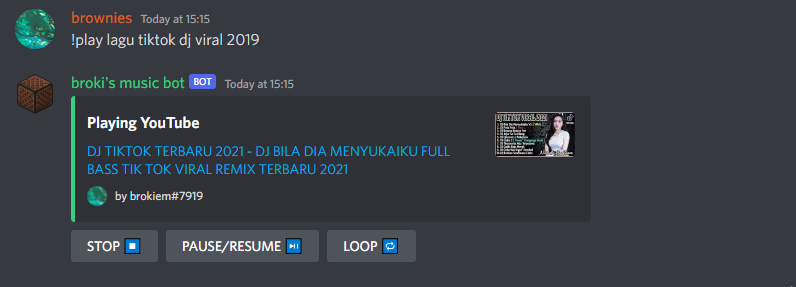 brownies Today at 15:15
!play lagu tiktok dj viral 2019
broki's music bot BOT Today at 15:15
Playing YouTube
DJ TIKTOK TERBARU 2021 - DJ BILA DIA MENYUKAIKU FULL
BASS TIK TOK VIRAL REMIX TERBARU 2021
by brokiem#7919
STOP PAUSE/RESUME LOOP